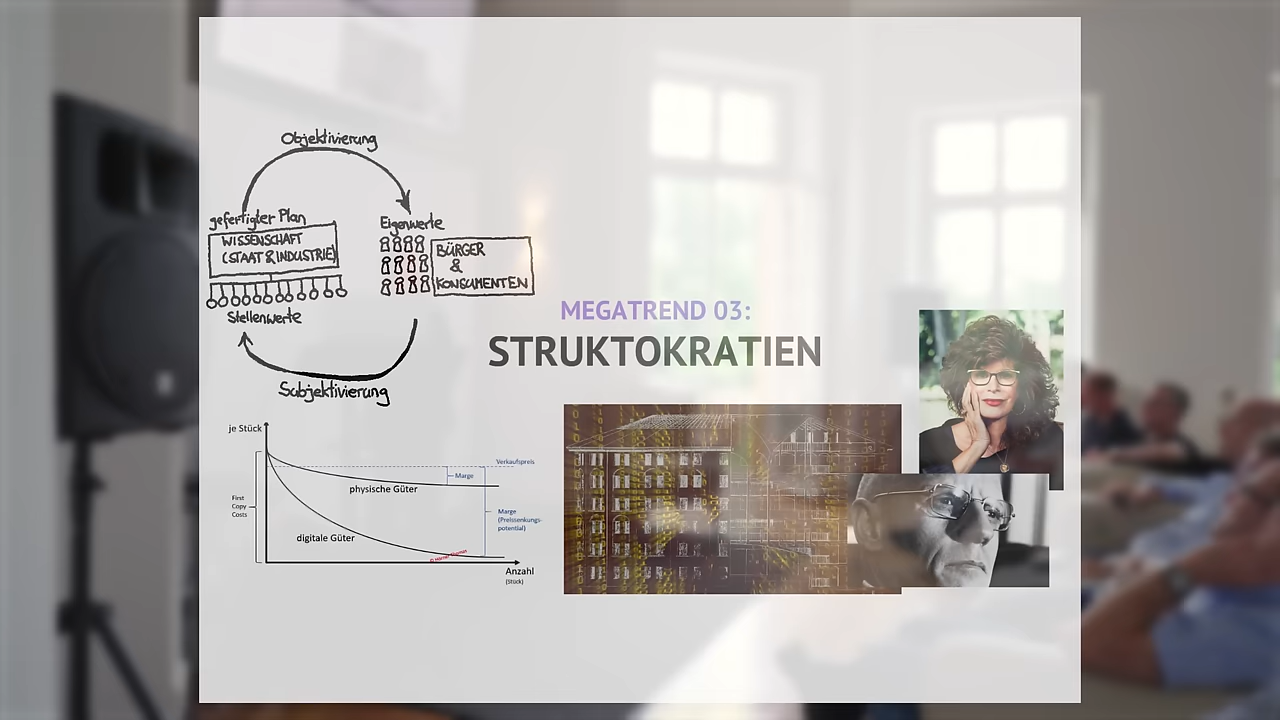 Objektivierung
gefertigter Plan
WISSENSCHAFT
(STAAT & INDUSTRIE)
Stellenwerte
Eigenwerte
BÜRGER
&
KONSUMENTEN
Subjektivierung
MEGATREND 03:
STRUKTOKRATIEN
je Stück
Verkaufspreis
Marge
physische Güter
First
Copy
Costs
Marge
(Preissenkungs-
potential)
digitale Güter
Anzahl
(Stück)